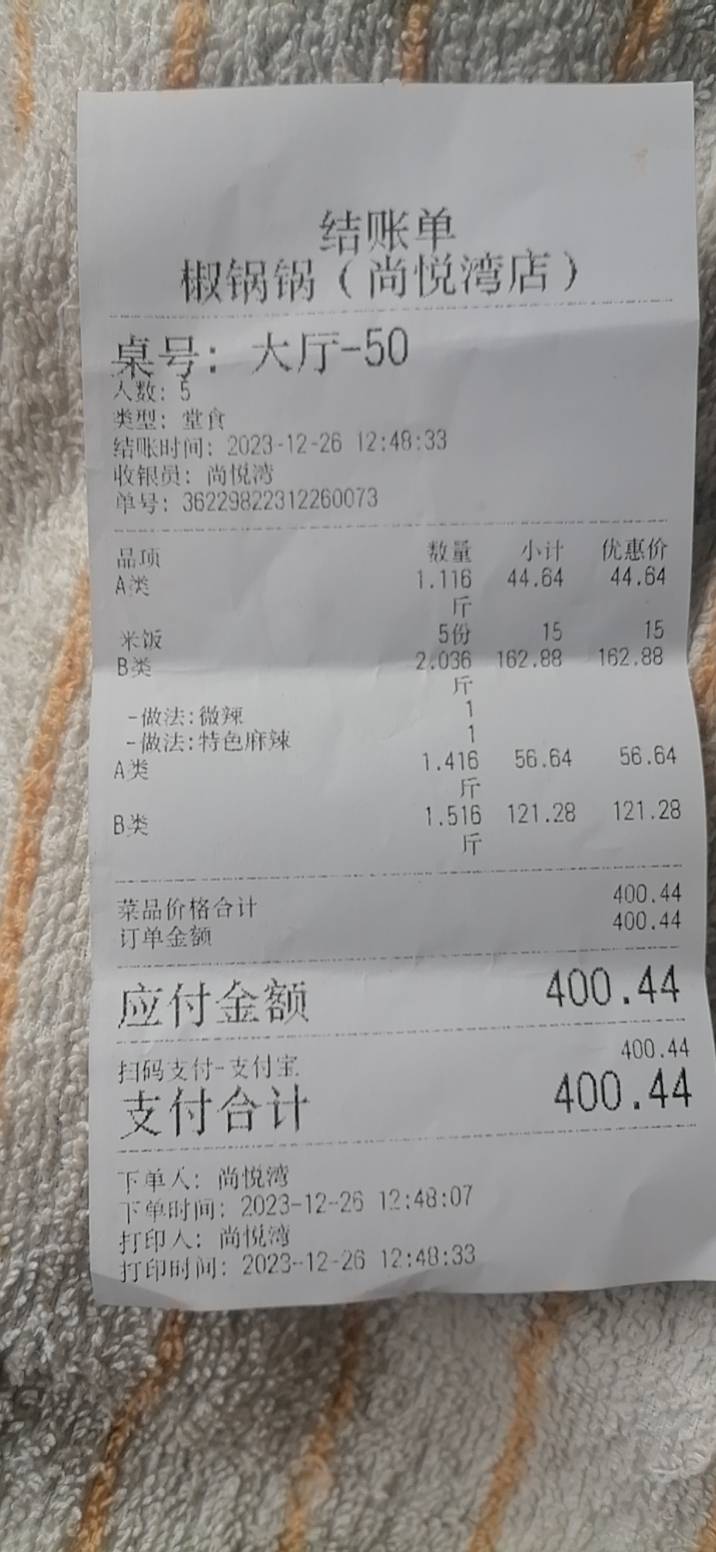 结账单
椒锅锅（尚悦湾店）
桌号: 大厅-50
人数: 5
类型: 堂食
结账时间: 2023-12-26 12:48:33
收银员: 尚悦湾
单号: 36229822312260073
品项 数量 小计 优惠价
A类 1.116 44.64 44.64
斤
米饭 5份 15 15
B类 2.036 162.88 162.88
斤
-做法:微辣 1
-做法:特色麻辣 1
A类 1.416 56.64 56.64
斤
B类 1.516 121.28 121.28
斤
菜品价格合计 400.44
订单金额 400.44
应付金额 400.44
扫码支付-支付宝 400.44
支付合计 400.44
下单人: 尚悦湾
下单时间: 2023-12-26 12:48:07
打印人: 尚悦湾
打印时间: 2023-12-26 12:48:33